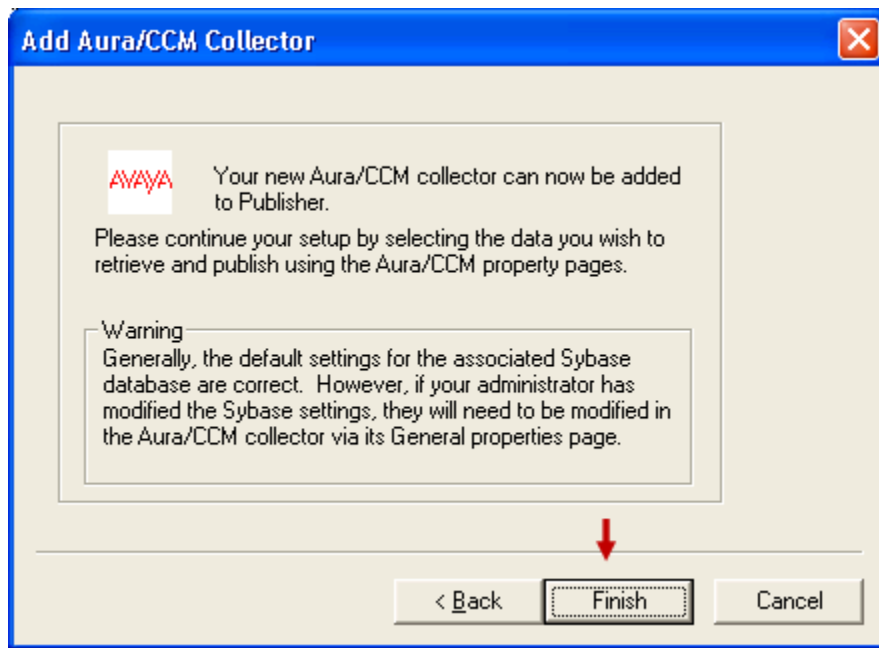 Add Aura/CCM Collector
AVAYA
Your new Aura/CCM collector can now be added
to Publisher.
Please continue your setup by selecting the data you wish to
retrieve and publish using the Aura/CCM property pages.
Warning
Generally, the default settings for the associated Sybase
database are correct.  However, if your administrator has
modified the Sybase settings, they will need to be modified in
the Aura/CCM collector via its General properties page.
< Back
Finish
Cancel